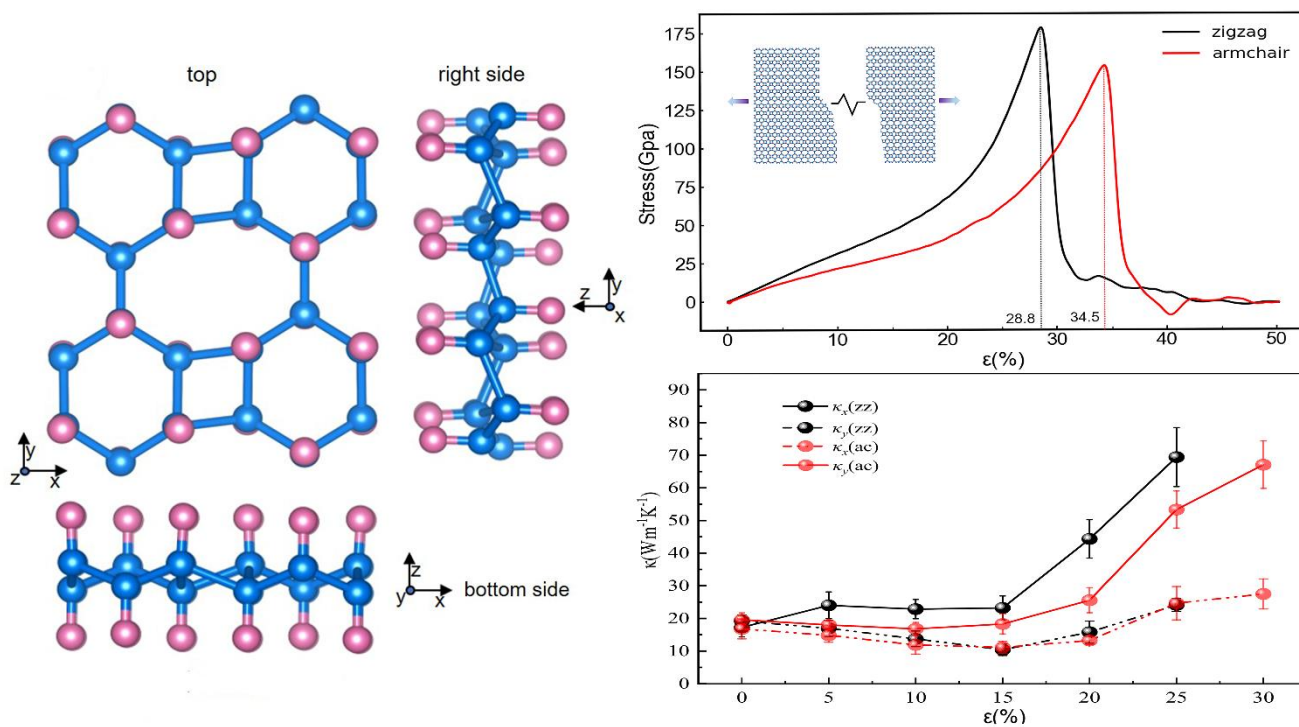 top
right side
y
z
x
y
z
x
z
y
x
bottom side
175
150
125
100
75
50
25
0
Stress(Gpa)
zigzag
armchair
28.8
34.5
0
10
20
30
40
50
ε(%)
90
80
70
60
50
40
30
20
10
0
κ(Wm⁻¹K⁻¹)
κx(zz)
κy(zz)
κx(ac)
κy(ac)
0
5
10
15
20
25
30
ε(%)